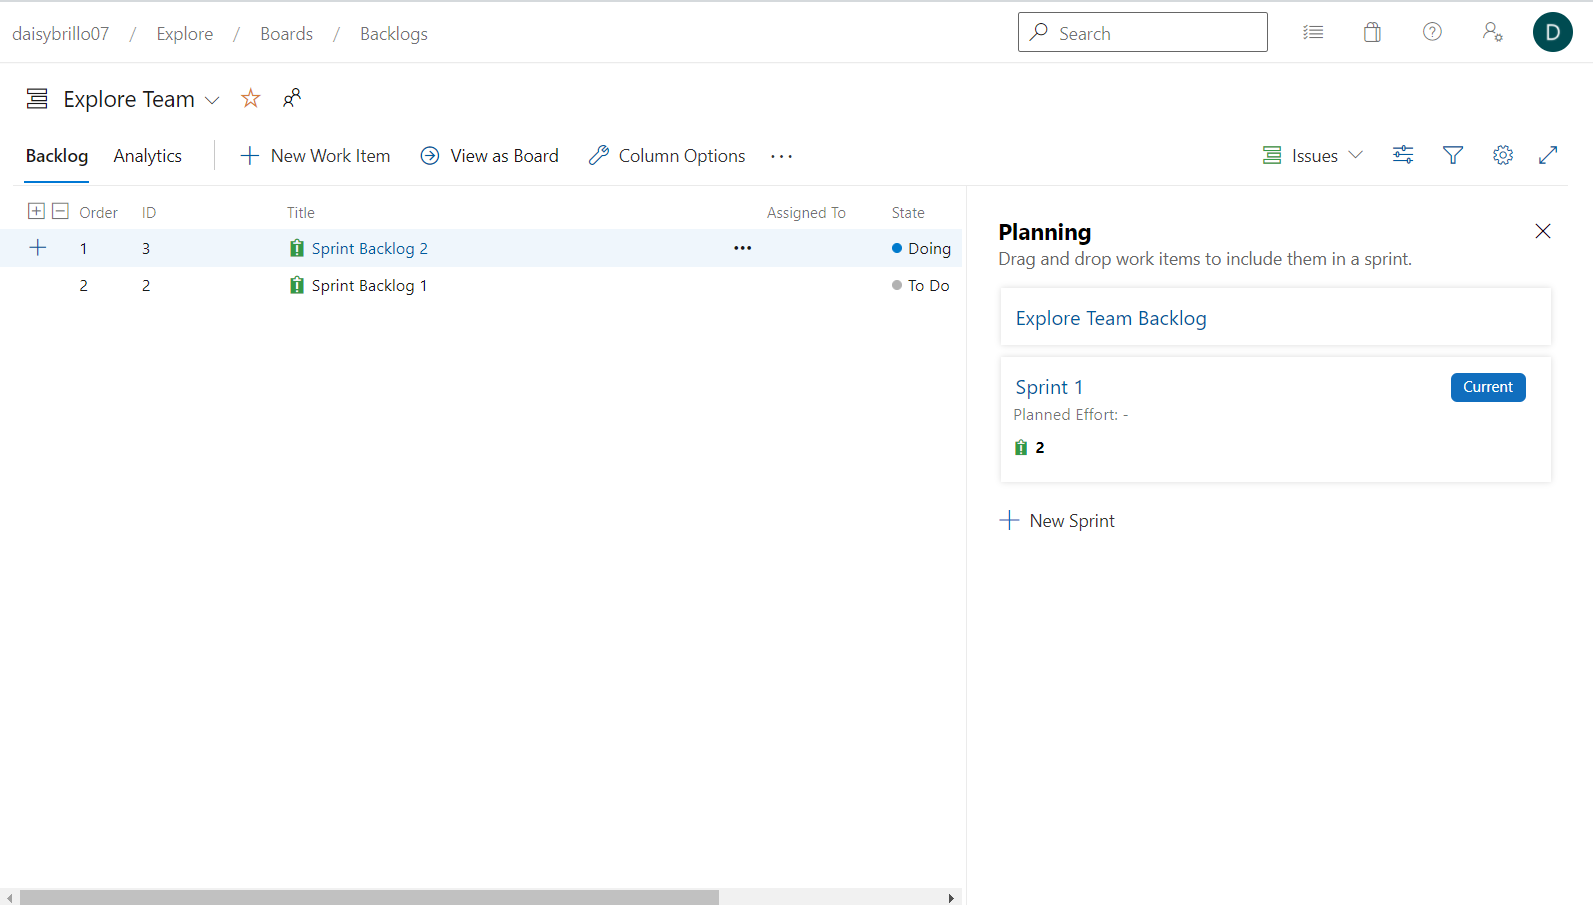 daisybrillo07 / Explore / Boards / Backlogs
Search
D
Explore Team
Backlog Analytics New Work Item View as Board Column Options ... Issues
Order ID Title Assigned To State
1 3 Sprint Backlog 2 ... Doing
2 2 Sprint Backlog 1 To Do
Planning
Drag and drop work items to include them in a sprint.
Explore Team Backlog
Sprint 1 Current
Planned Effort: -
2
New Sprint